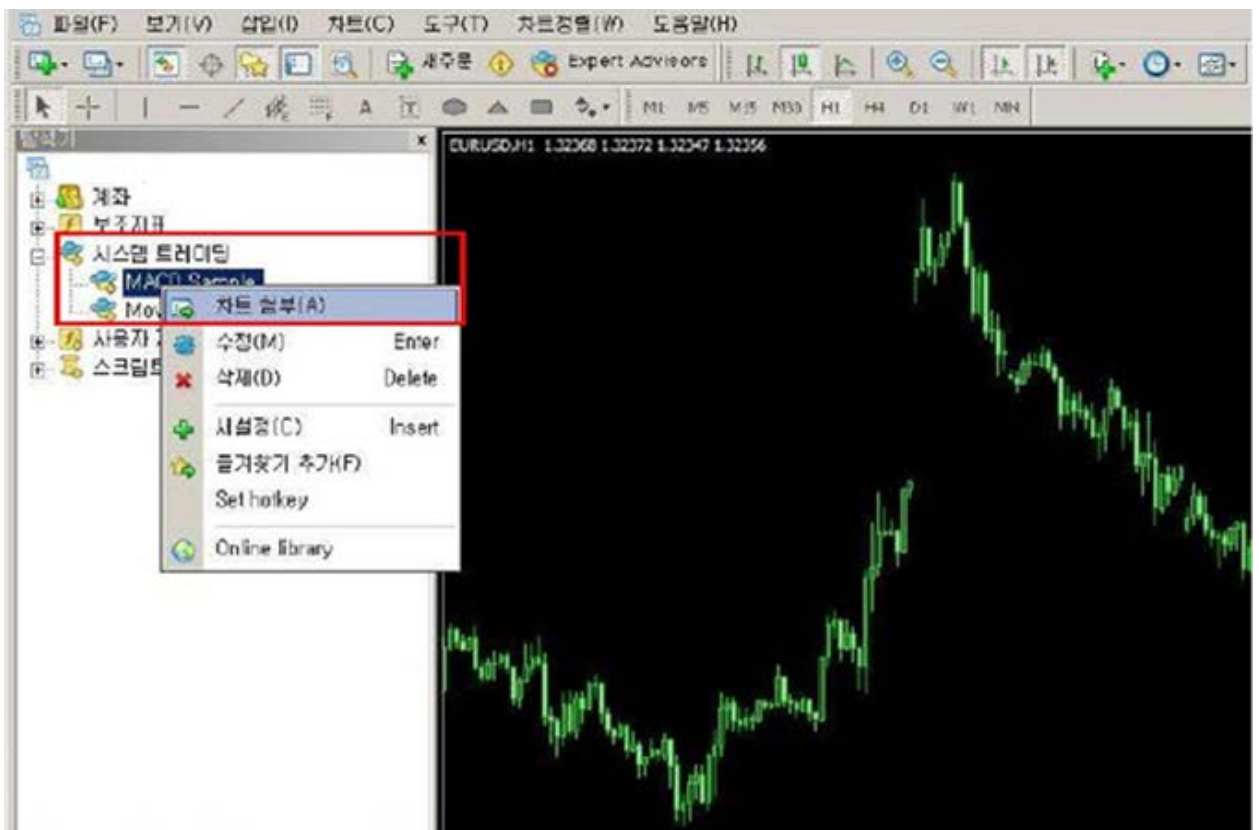 파일(F) 보기(V) 삽입(I) 차트(C) 도구(T) 차트정렬(W) 도움말(H)
새주문 Expert Advisors
A T M1 M5 M15 M30 H1 H4 D1 W1 MN
EURUSD,H1 1.32368 1.32372 1.32347 1.32356
계좌
보조지표
시스템 트레이딩
MACD Sample
Mov
사용자
스크립트
차트 첨부(A)
수정(M) Enter
삭제(D) Delete
새설정(C) Insert
즐겨찾기 추가(F)
Set hotkey
Online library